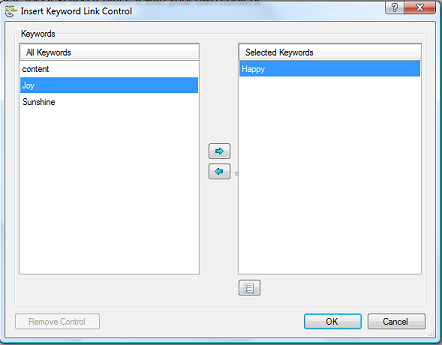 Insert Keyword Link Control
Keywords
All Keywords
content
Joy
Sunshine
Selected Keywords
Happy
Remove Control
OK
Cancel